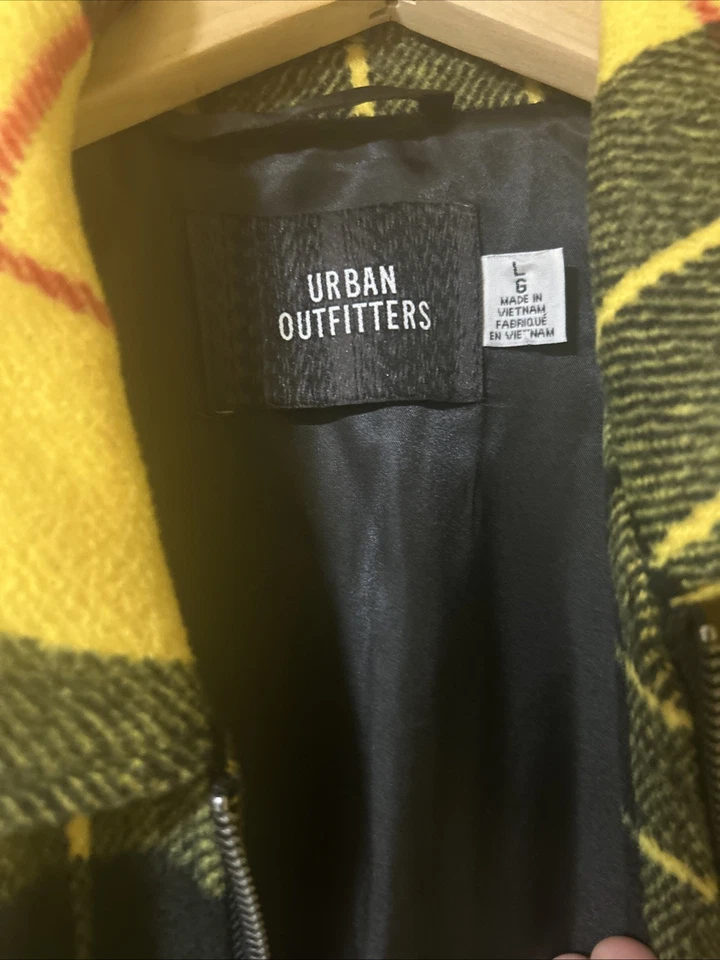 URBAN
OUTFITTERS
L
G
MADE IN
VIETNAM
FABRIQUÉ
EN VIETNAM